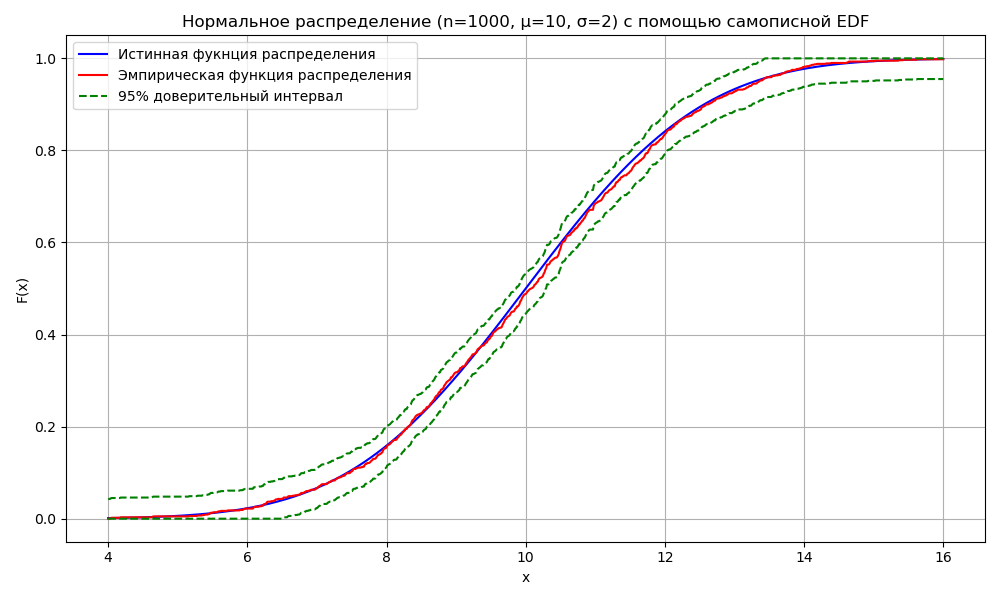 Нормальное распределение (n=1000, μ=10, σ=2) с помощью самописной EDF
Истинная фукнция распределения
Эмпирическая функция распределения
95% доверительный интервал
F(x)
1.0
0.8
0.6
0.4
0.2
0.0
4 6 8 10 12 14 16
x